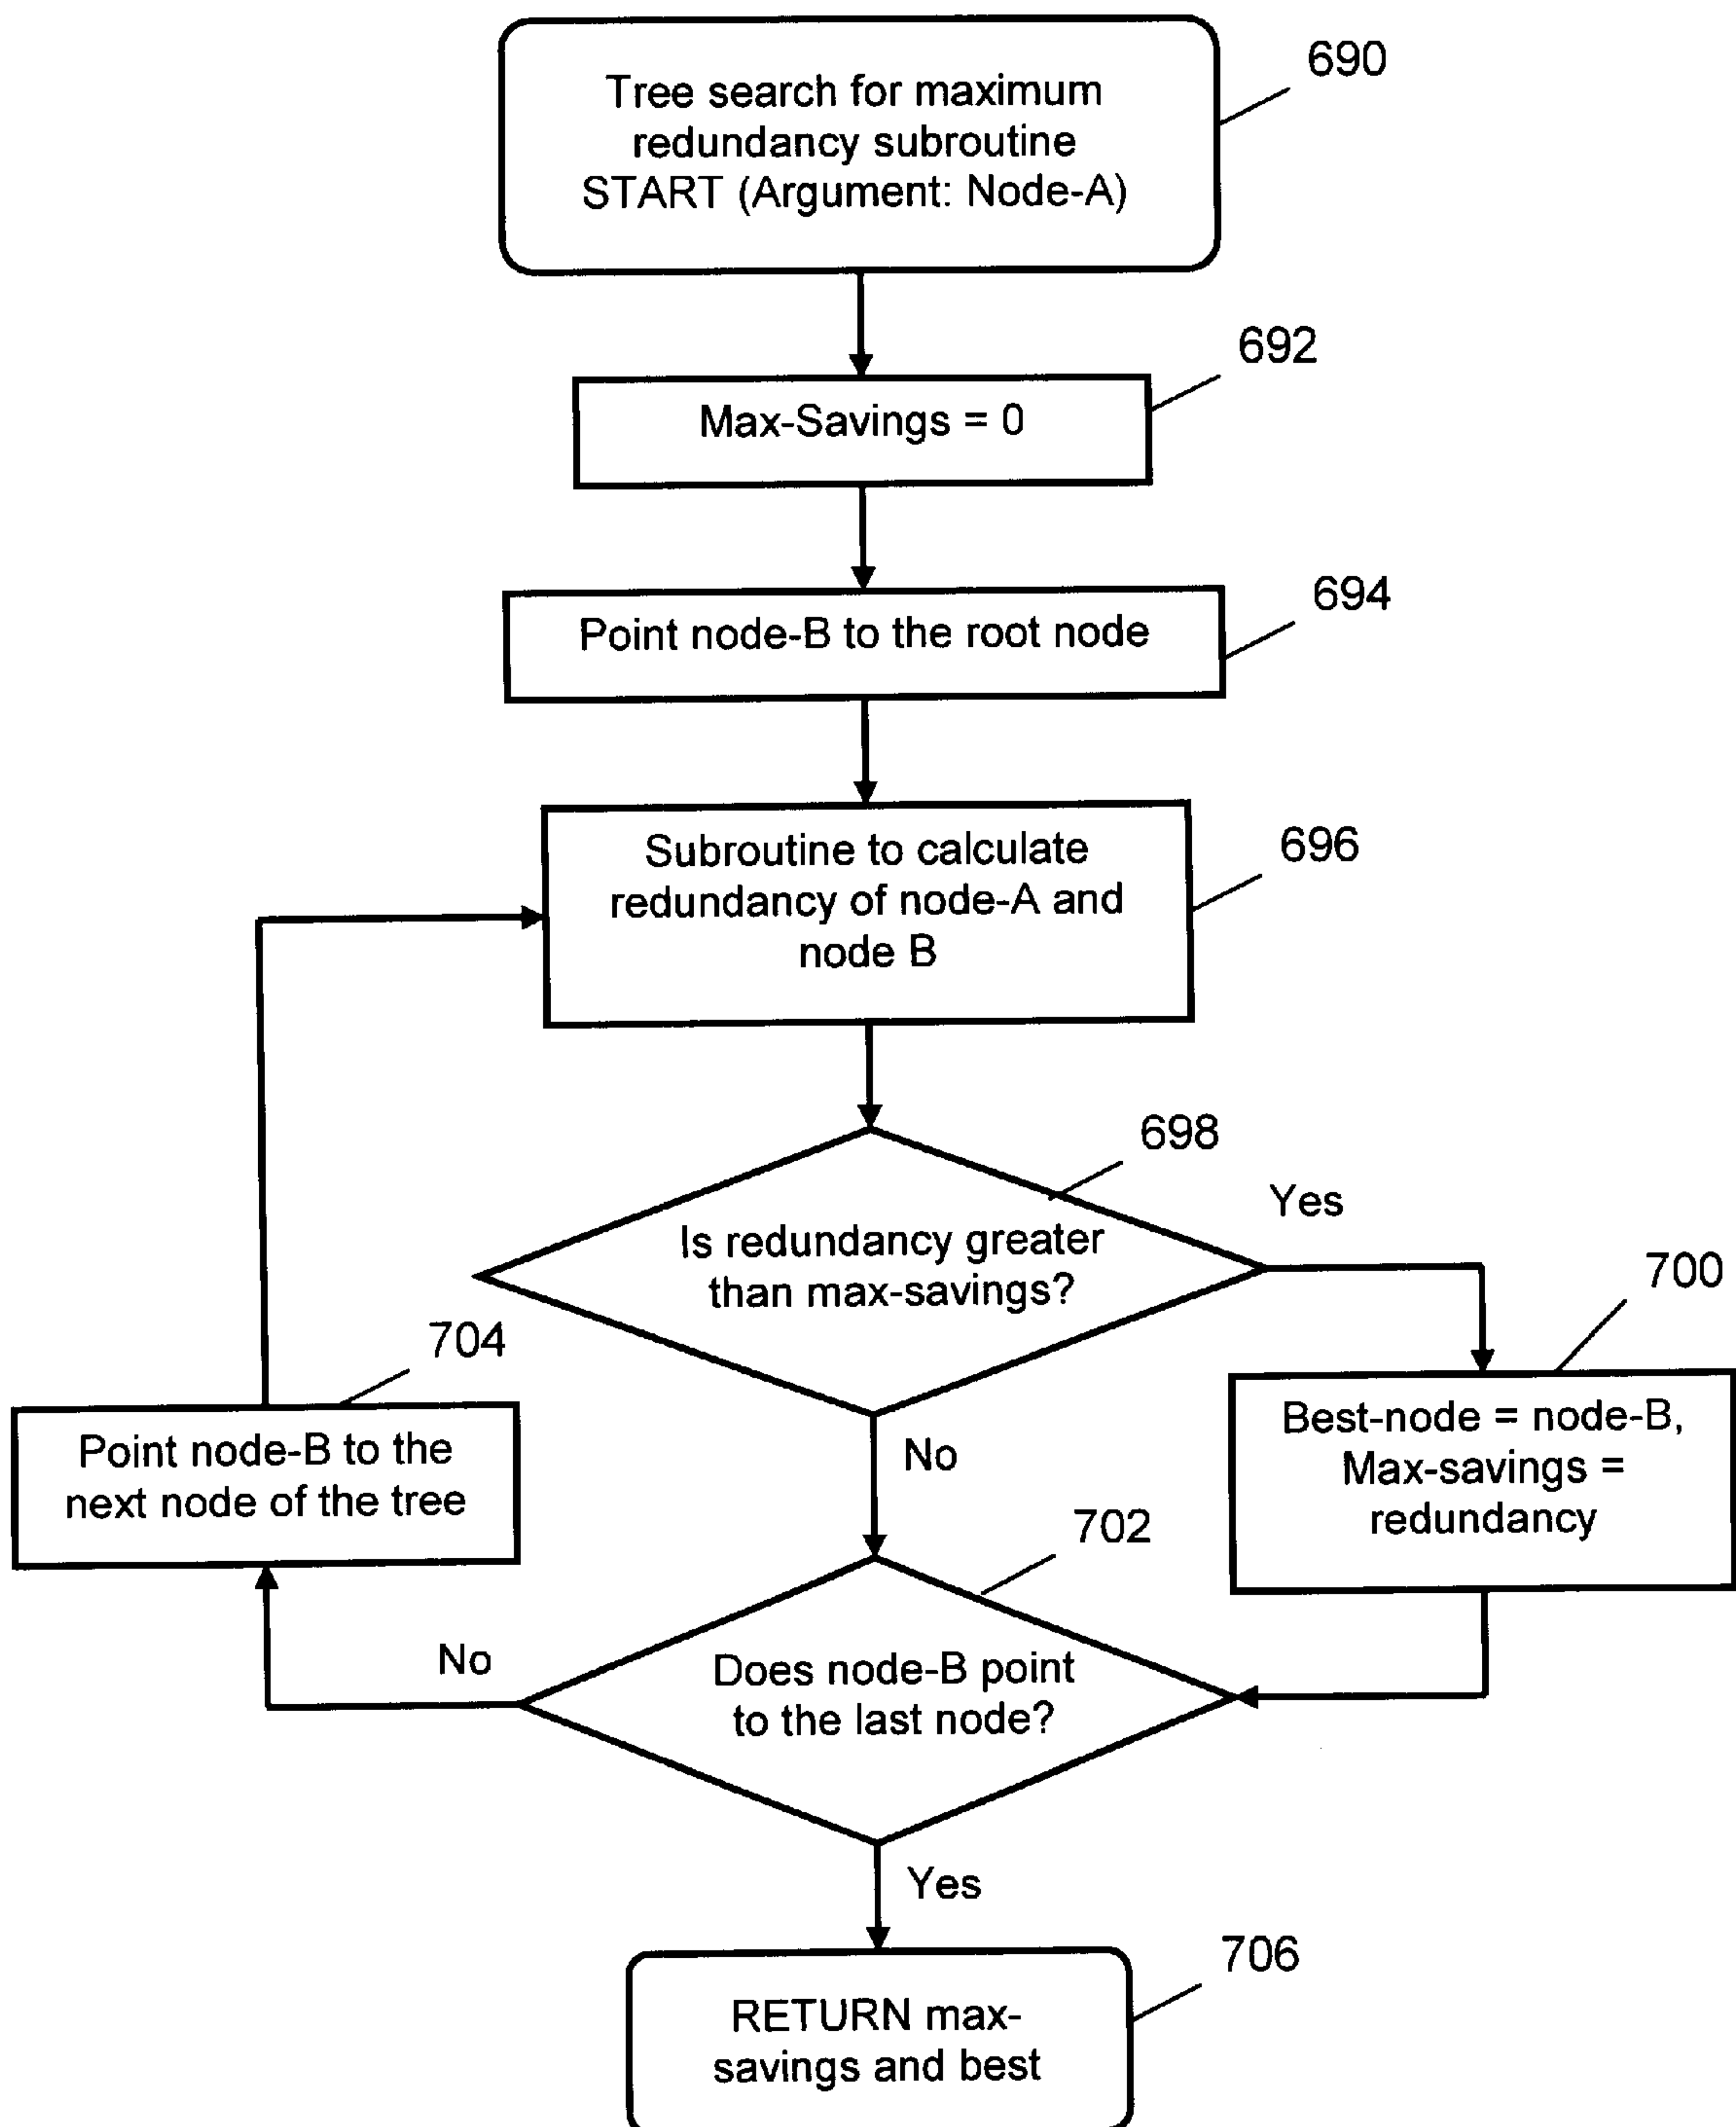 690
Tree search for maximum
redundancy subroutine
START (Argument: Node-A)
692
Max-Savings = 0
694
Point node-B to the root node
696
Subroutine to calculate
redundancy of node-A and
node B
698
Yes
Is redundancy greater
than max-savings?
700
704
Best-node = node-B,
Max-savings =
redundancy
Point node-B to the
next node of the tree
No
702
No
Does node-B point
to the last node?
Yes
706
RETURN max-
savings and best